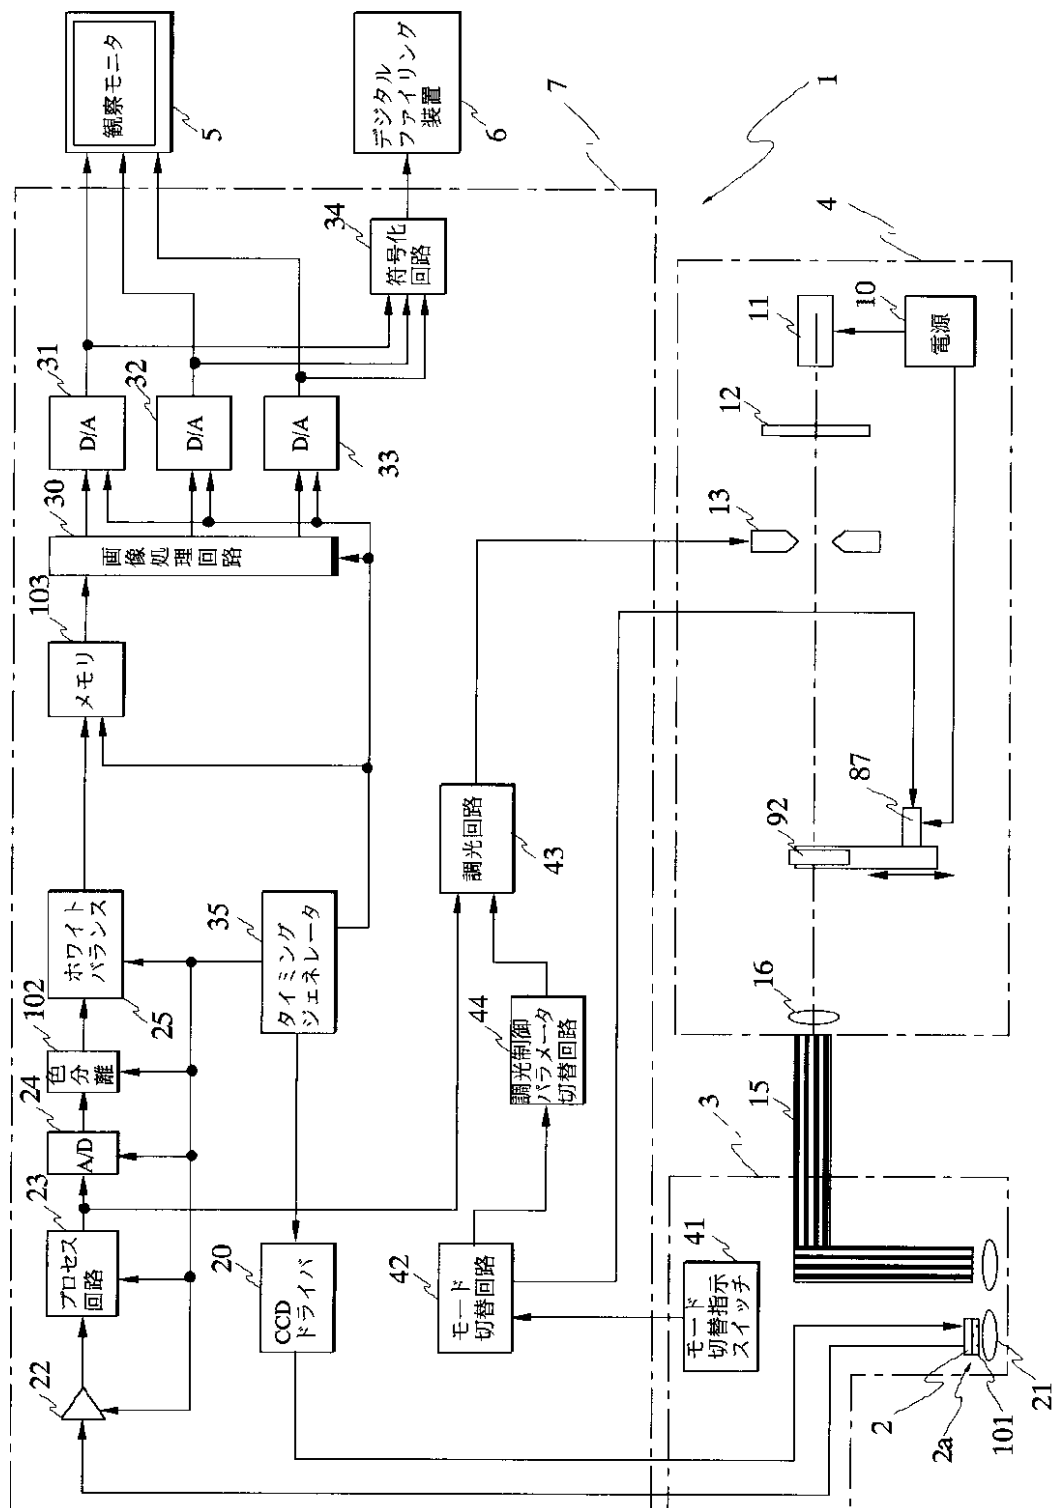 22
プロセス
回路
23
A/D
24
色
分
離
102
ホワイト
バランス
25
メモリ
103
画
像
処
理
回
路
30
D/A
31
D/A
32
D/A
33
観察モニタ
5
符号化
回路
34
デジタル
ファイリング
装置
6
7
1
CCD
ドライバ
20
タイミング
ジェネレータ
35
モード
切替回路
42
調光制御
パラメータ
切替回路
44
調光回路
43
モード
切替指示
スイッチ
41
3
15
16
92
87
13
12
11
電源
10
4
2
2a
101
21